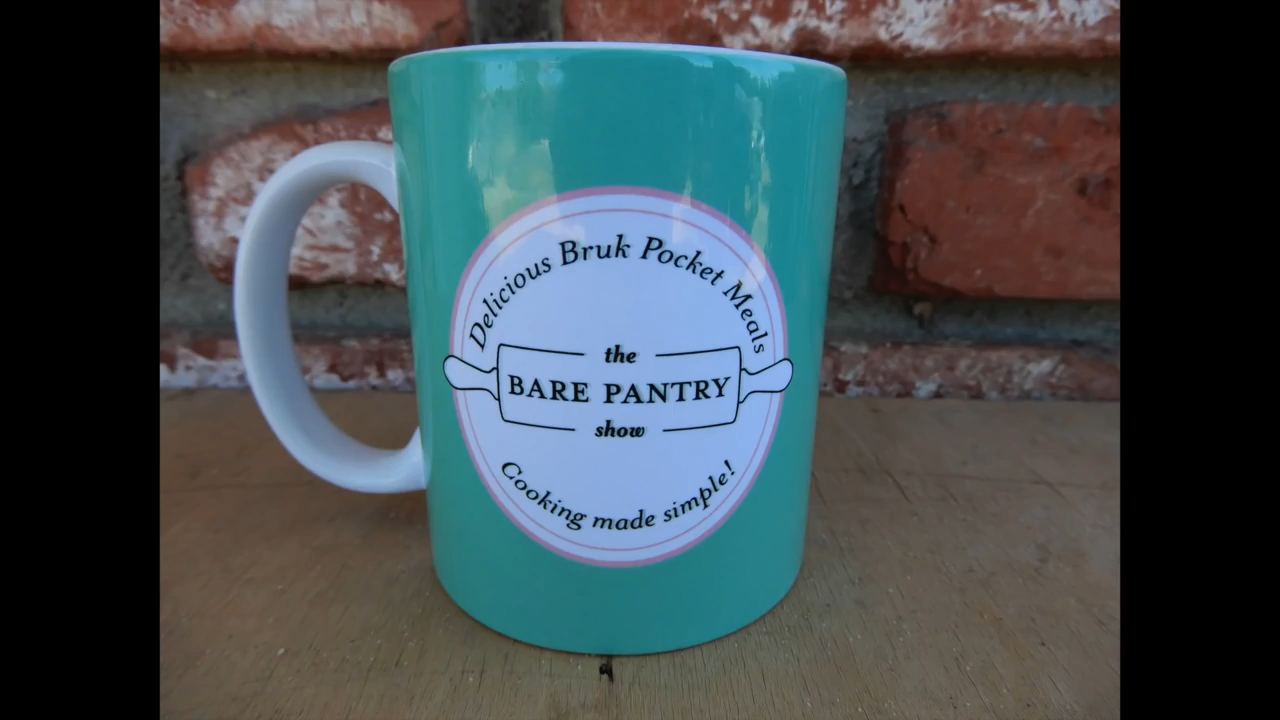 Delicious Bruk Pocket Meals
the
BARE PANTRY
show
Cooking made simple!